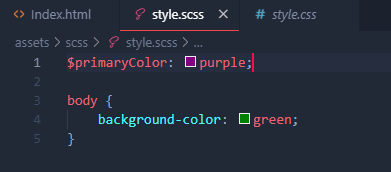 Index.html style.scss style.css
assets > scss > style.scss > ...
1 $primaryColor: purple;
2
3 body {
4 background-color: green;
5 }